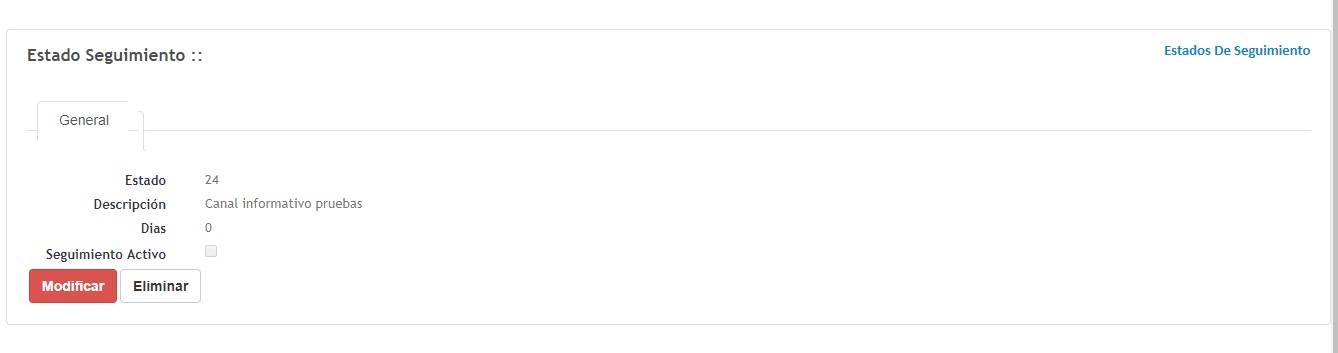 Estado Seguimiento ::
Estados De Seguimiento
General
Estado 24
Descripción Canal informativo pruebas
Dias 0
Seguimiento Activo
Modificar Eliminar